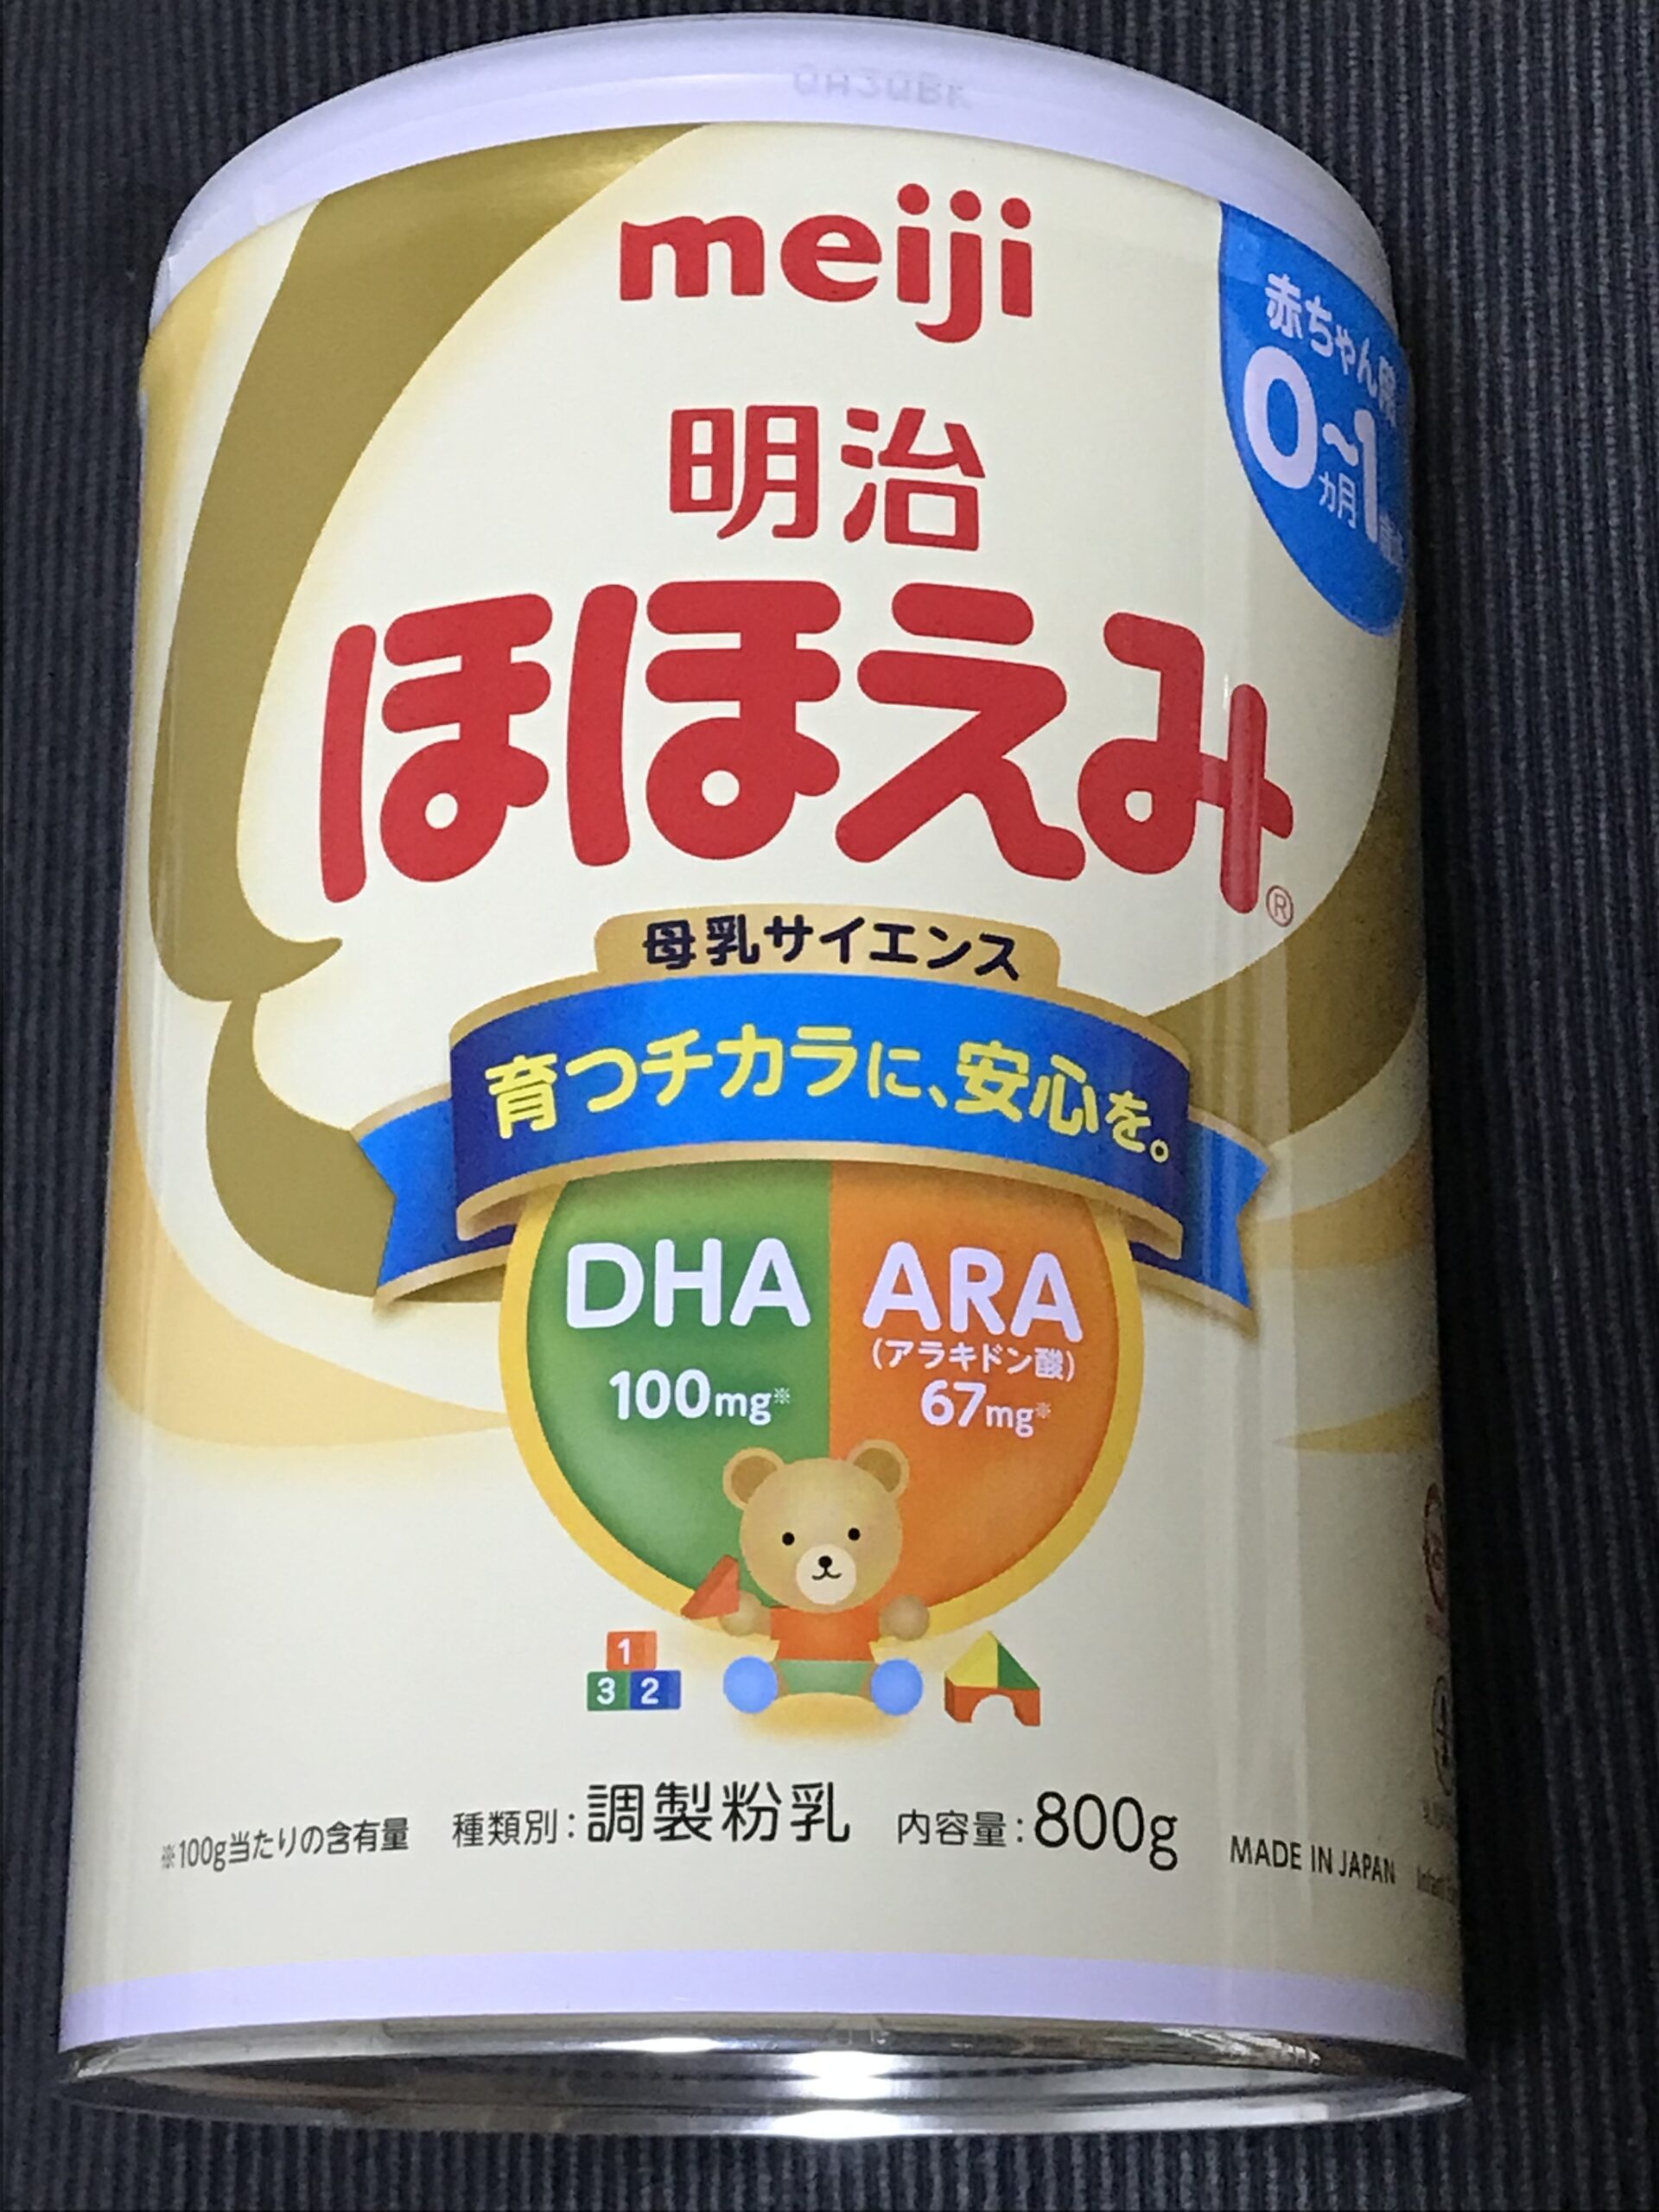 meiji
赤ちゃん
0カ月~1
明治
ほほえみ®
母乳サイエンス
育つチカラに、安心を。
DHA
100mg※
ARA
(アラキドン酸)
67mg※
1
3 2
※100g当たりの含有量 種類別:調製粉乳 内容量:800g MADE IN JAPAN